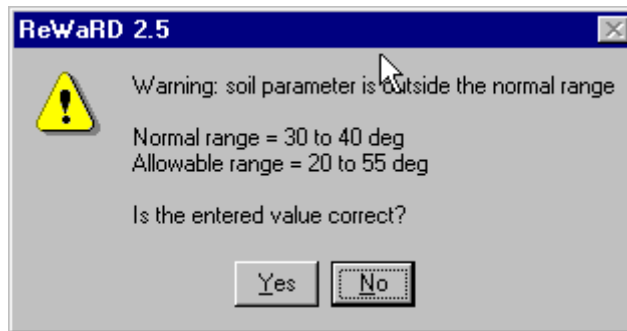 ReWaRD 2.5
Warning: soil parameter is outside the normal range
Normal range = 30 to 40 deg
Allowable range = 20 to 55 deg
Is the entered value correct?
Yes
No